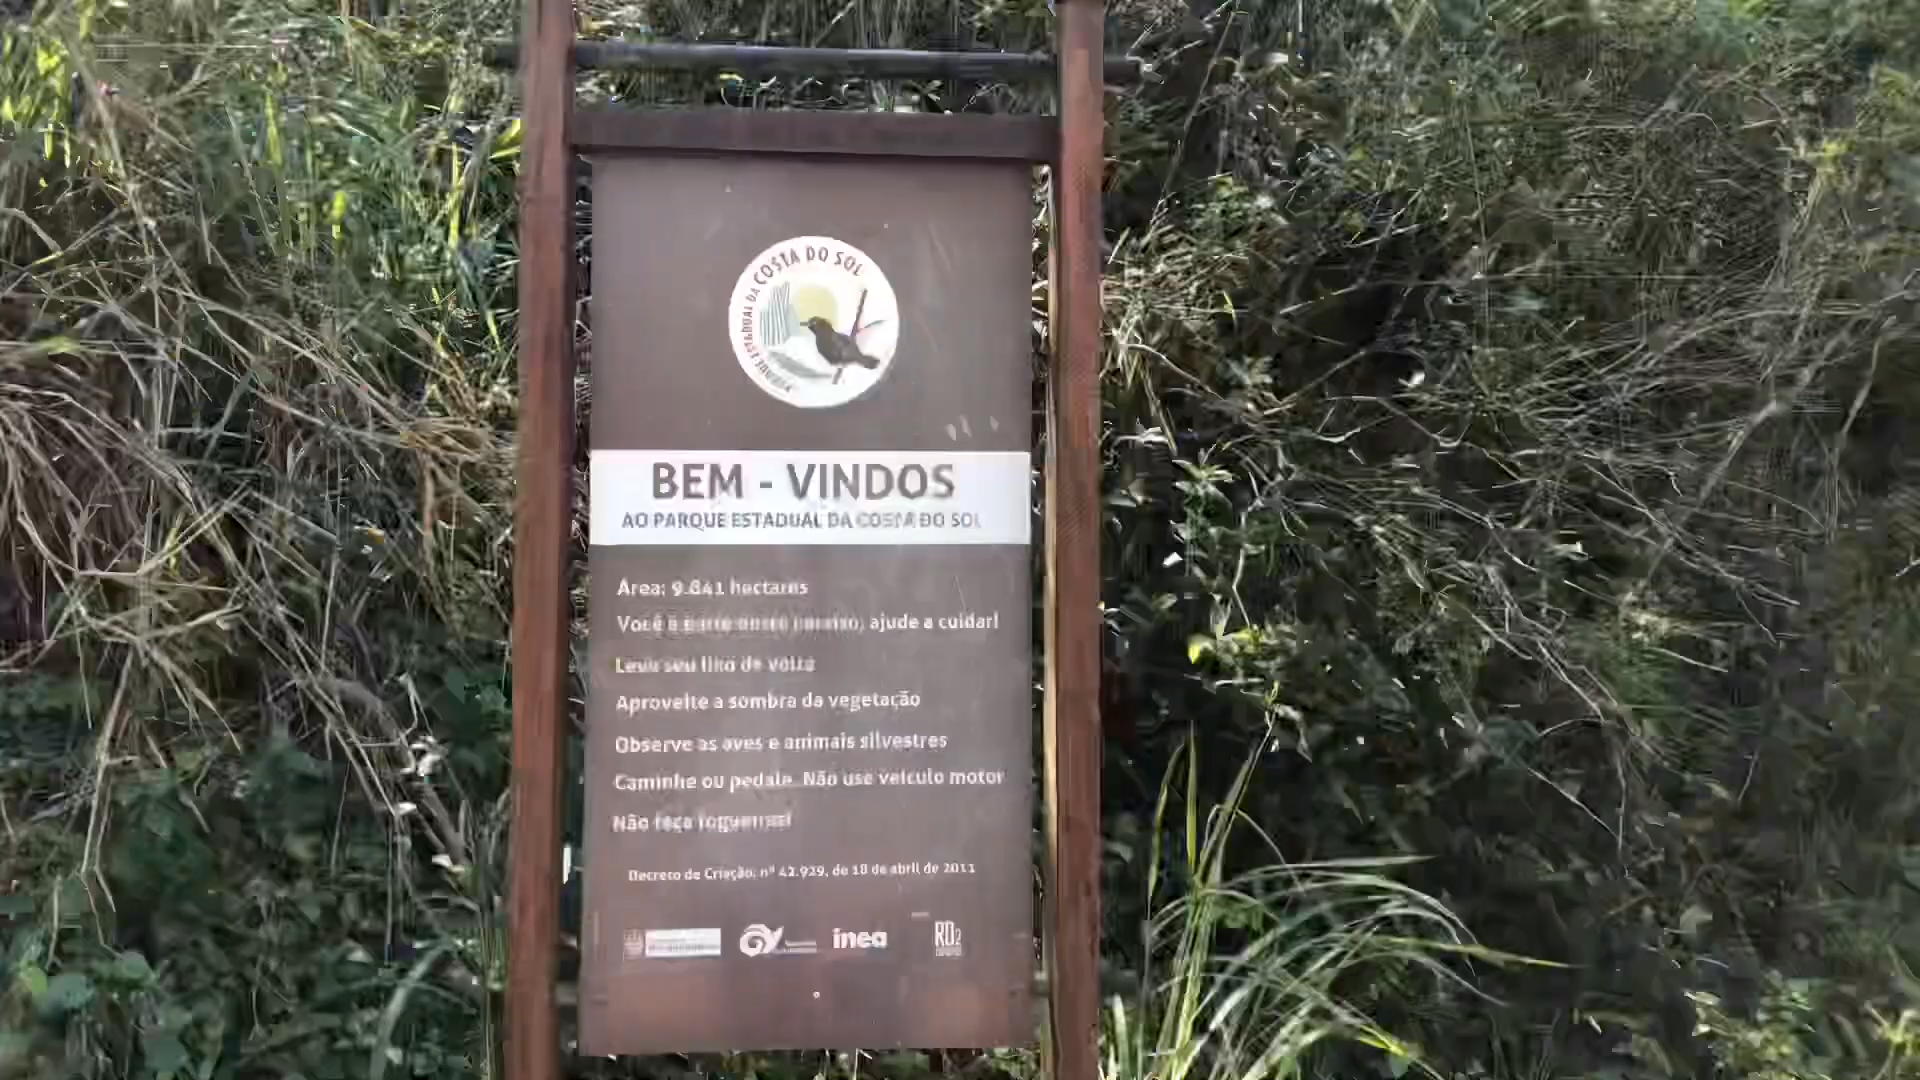 PARQUE ESTADUAL DA COSTA DO SOL
BEM - VINDOS
AO PARQUE ESTADUAL DA COSTA DO SOL
Área: 9.841 hectares
Você é parte desse paraíso, ajude a cuidar!
Leve seu lixo de volta
Aproveite a sombra da vegetação
Observe as aves e animais silvestres
Caminhe ou pedale. Não use veículo motor
Não faça fogueiras!
Decreto de Criação: nº 42.929, de 18 de abril de 2011
inea
RD2